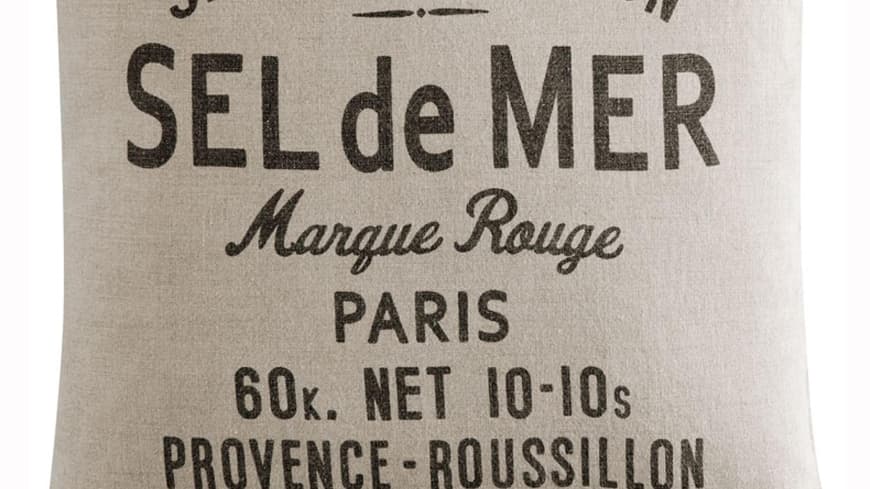 SEL de MER
Marque Rouge
PARIS
60K. NET 10-10s
PROVENCE-ROUSSILLON